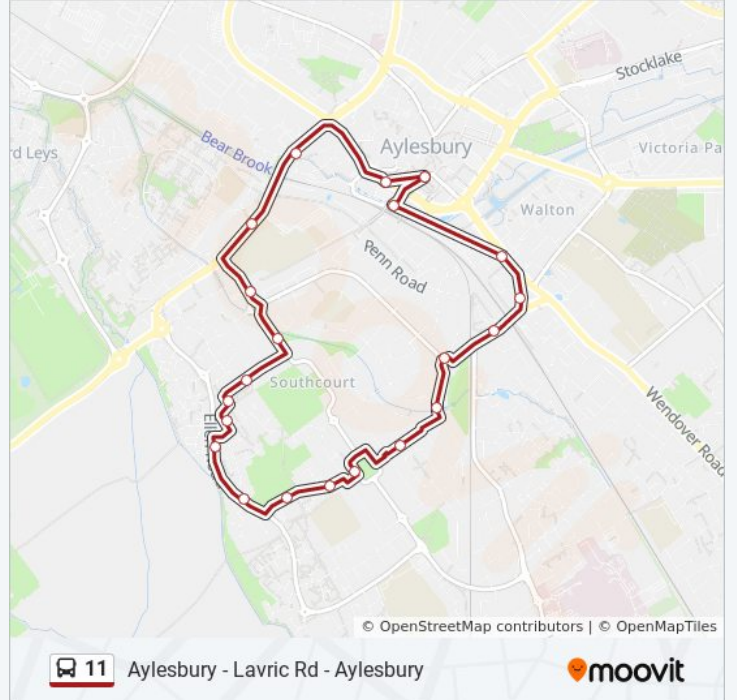 Stocklake
Aylesbury
Bear Brook
rd Leys
Victoria Pa
Walton
Penn Road
Southcourt
Wendover Road
© OpenStreetMap contributors | © OpenMapTiles
11 Aylesbury - Lavric Rd - Aylesbury
moovit